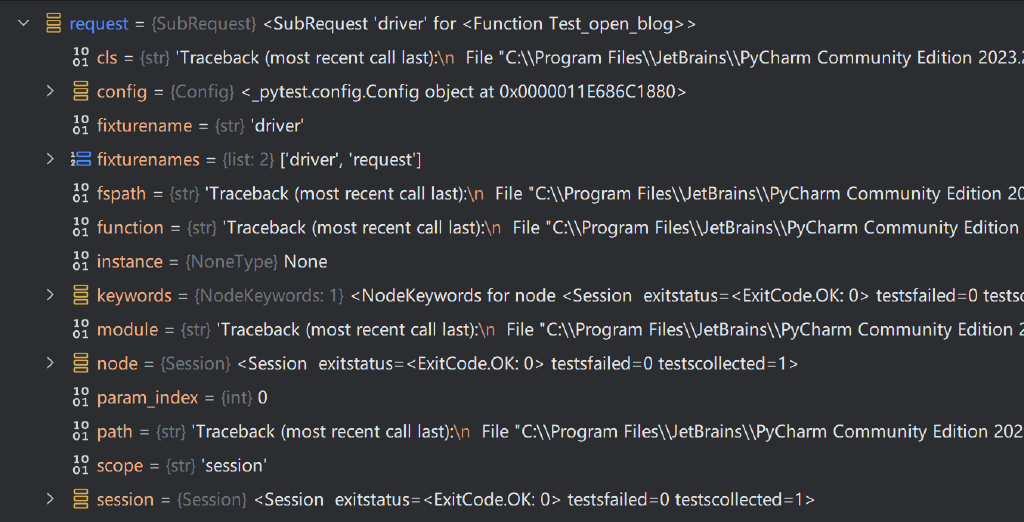 request = {SubRequest} <SubRequest 'driver' for <Function Test_open_blog>>
cls = {str} 'Traceback (most recent call last):\n  File "C:\\Program Files\\JetBrains\\PyCharm Community Edition 2023.2
config = {Config} <_pytest.config.Config object at 0x0000011E686C1880>
fixturename = {str} 'driver'
fixturenames = {list: 2} ['driver', 'request']
fspath = {str} 'Traceback (most recent call last):\n  File "C:\\Program Files\\JetBrains\\PyCharm Community Edition 20
function = {str} 'Traceback (most recent call last):\n  File "C:\\Program Files\\JetBrains\\PyCharm Community Edition
instance = {NoneType} None
keywords = {NodeKeywords: 1} <NodeKeywords for node <Session  exitstatus=<ExitCode.OK: 0> testsfailed=0 testsc
module = {str} 'Traceback (most recent call last):\n  File "C:\\Program Files\\JetBrains\\PyCharm Community Edition 2
node = {Session} <Session  exitstatus=<ExitCode.OK: 0> testsfailed=0 testscollected=1>
param_index = {int} 0
path = {str} 'Traceback (most recent call last):\n  File "C:\\Program Files\\JetBrains\\PyCharm Community Edition 202
scope = {str} 'session'
session = {Session} <Session  exitstatus=<ExitCode.OK: 0> testsfailed=0 testscollected=1>